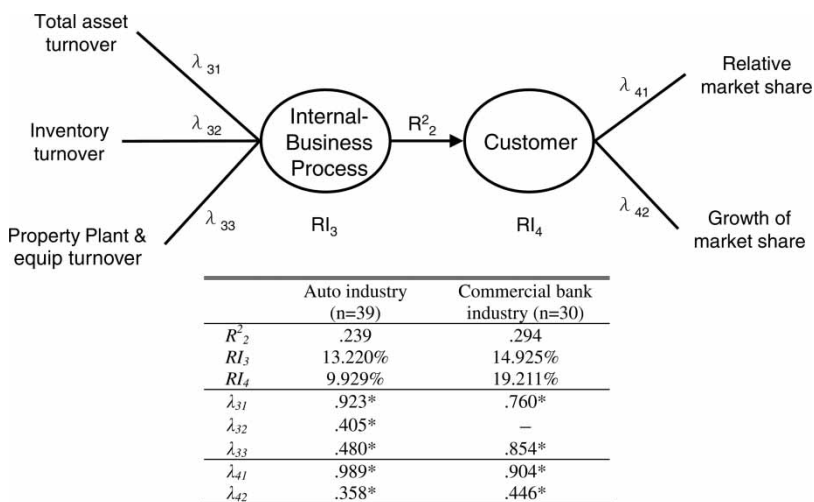 Total asset
turnover
λ 31
Inventory
turnover
λ 32
Property Plant &
equip turnover
λ 33
Internal-
Business
Process
RI3
R²2
Customer
RI4
λ 41
Relative
market share
λ 42
Growth of
market share
Auto industry Commercial bank
(n=39) industry (n=30)
R²2 .239 .294
RI3 13.220% 14.925%
RI4 9.929% 19.211%
λ31 .923* .760*
λ32 .405* –
λ33 .480* .854*
λ41 .989* .904*
λ42 .358* .446*